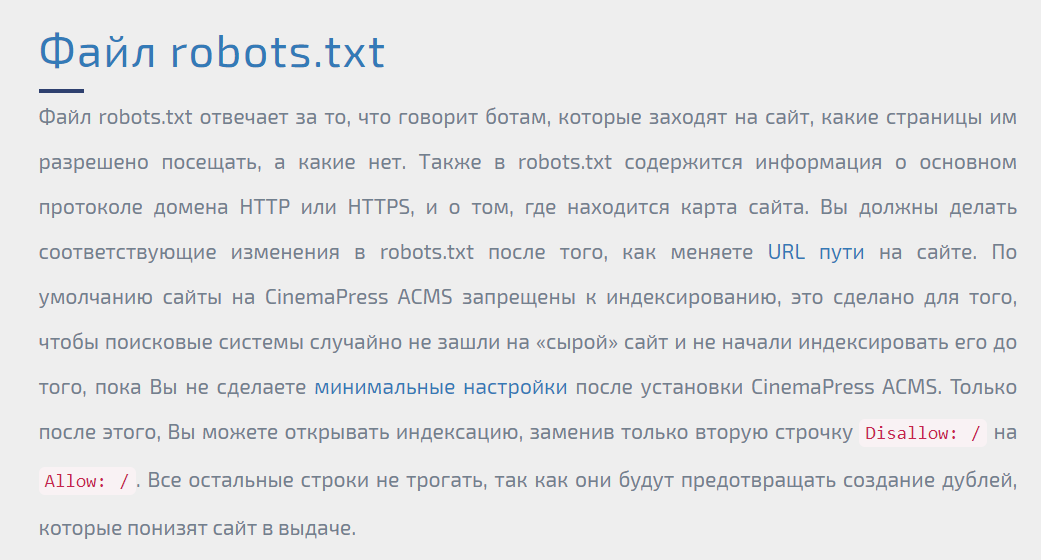 Файл robots.txt
Файл robots.txt отвечает за то, что говорит ботам, которые заходят на сайт, какие страницы им
разрешено посещать, а какие нет. Также в robots.txt содержится информация о основном
протоколе домена HTTP или HTTPS, и о том, где находится карта сайта. Вы должны делать
соответствующие изменения в robots.txt после того, как меняете URL пути на сайте. По
умолчанию сайты на CinemaPress ACMS запрещены к индексированию, это сделано для того,
чтобы поисковые системы случайно не зашли на «сырой» сайт и не начали индексировать его до
того, пока Вы не сделаете минимальные настройки после установки CinemaPress ACMS. Только
после этого, Вы можете открывать индексацию, заменив только вторую строчку Disallow: / на
Allow: /. Все остальные строки не трогать, так как они будут предотвращать создание дублей,
которые понизят сайт в выдаче.